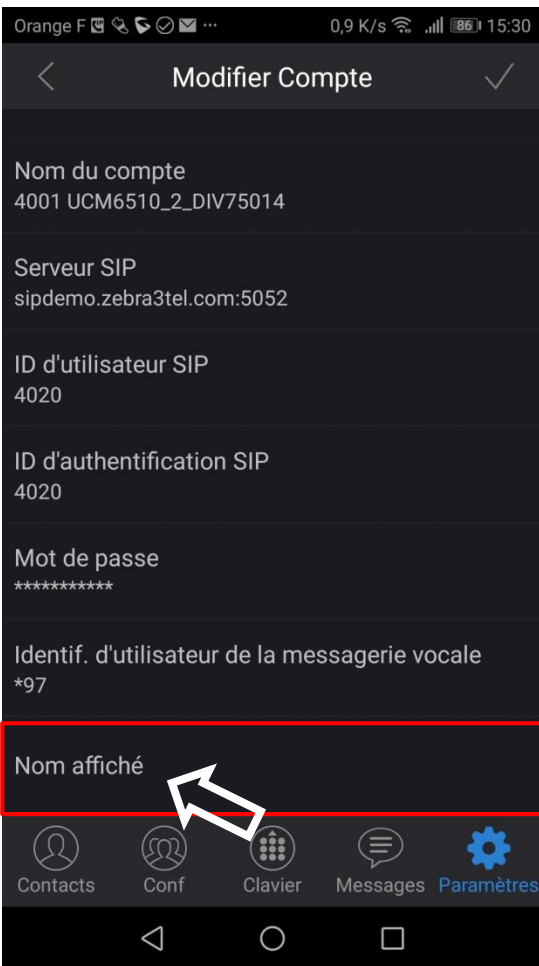 Orange F ... 0,9 K/s 86 15:30
Modifier Compte
Nom du compte
4001 UCM6510_2_DIV75014
Serveur SIP
sipdemo.zebra3tel.com:5052
ID d'utilisateur SIP
4020
ID d'authentification SIP
4020
Mot de passe
***********
Identif. d'utilisateur de la messagerie vocale
*97
Nom affiché
Contacts Conf Clavier Messages Paramètres